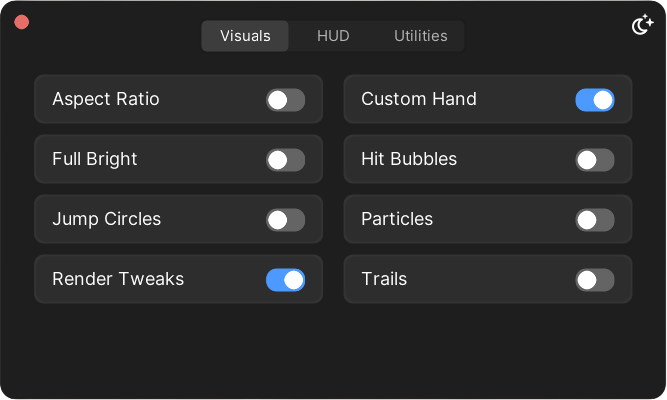 Visuals HUD Utilities
Aspect Ratio Custom Hand
Full Bright Hit Bubbles
Jump Circles Particles
Render Tweaks Trails